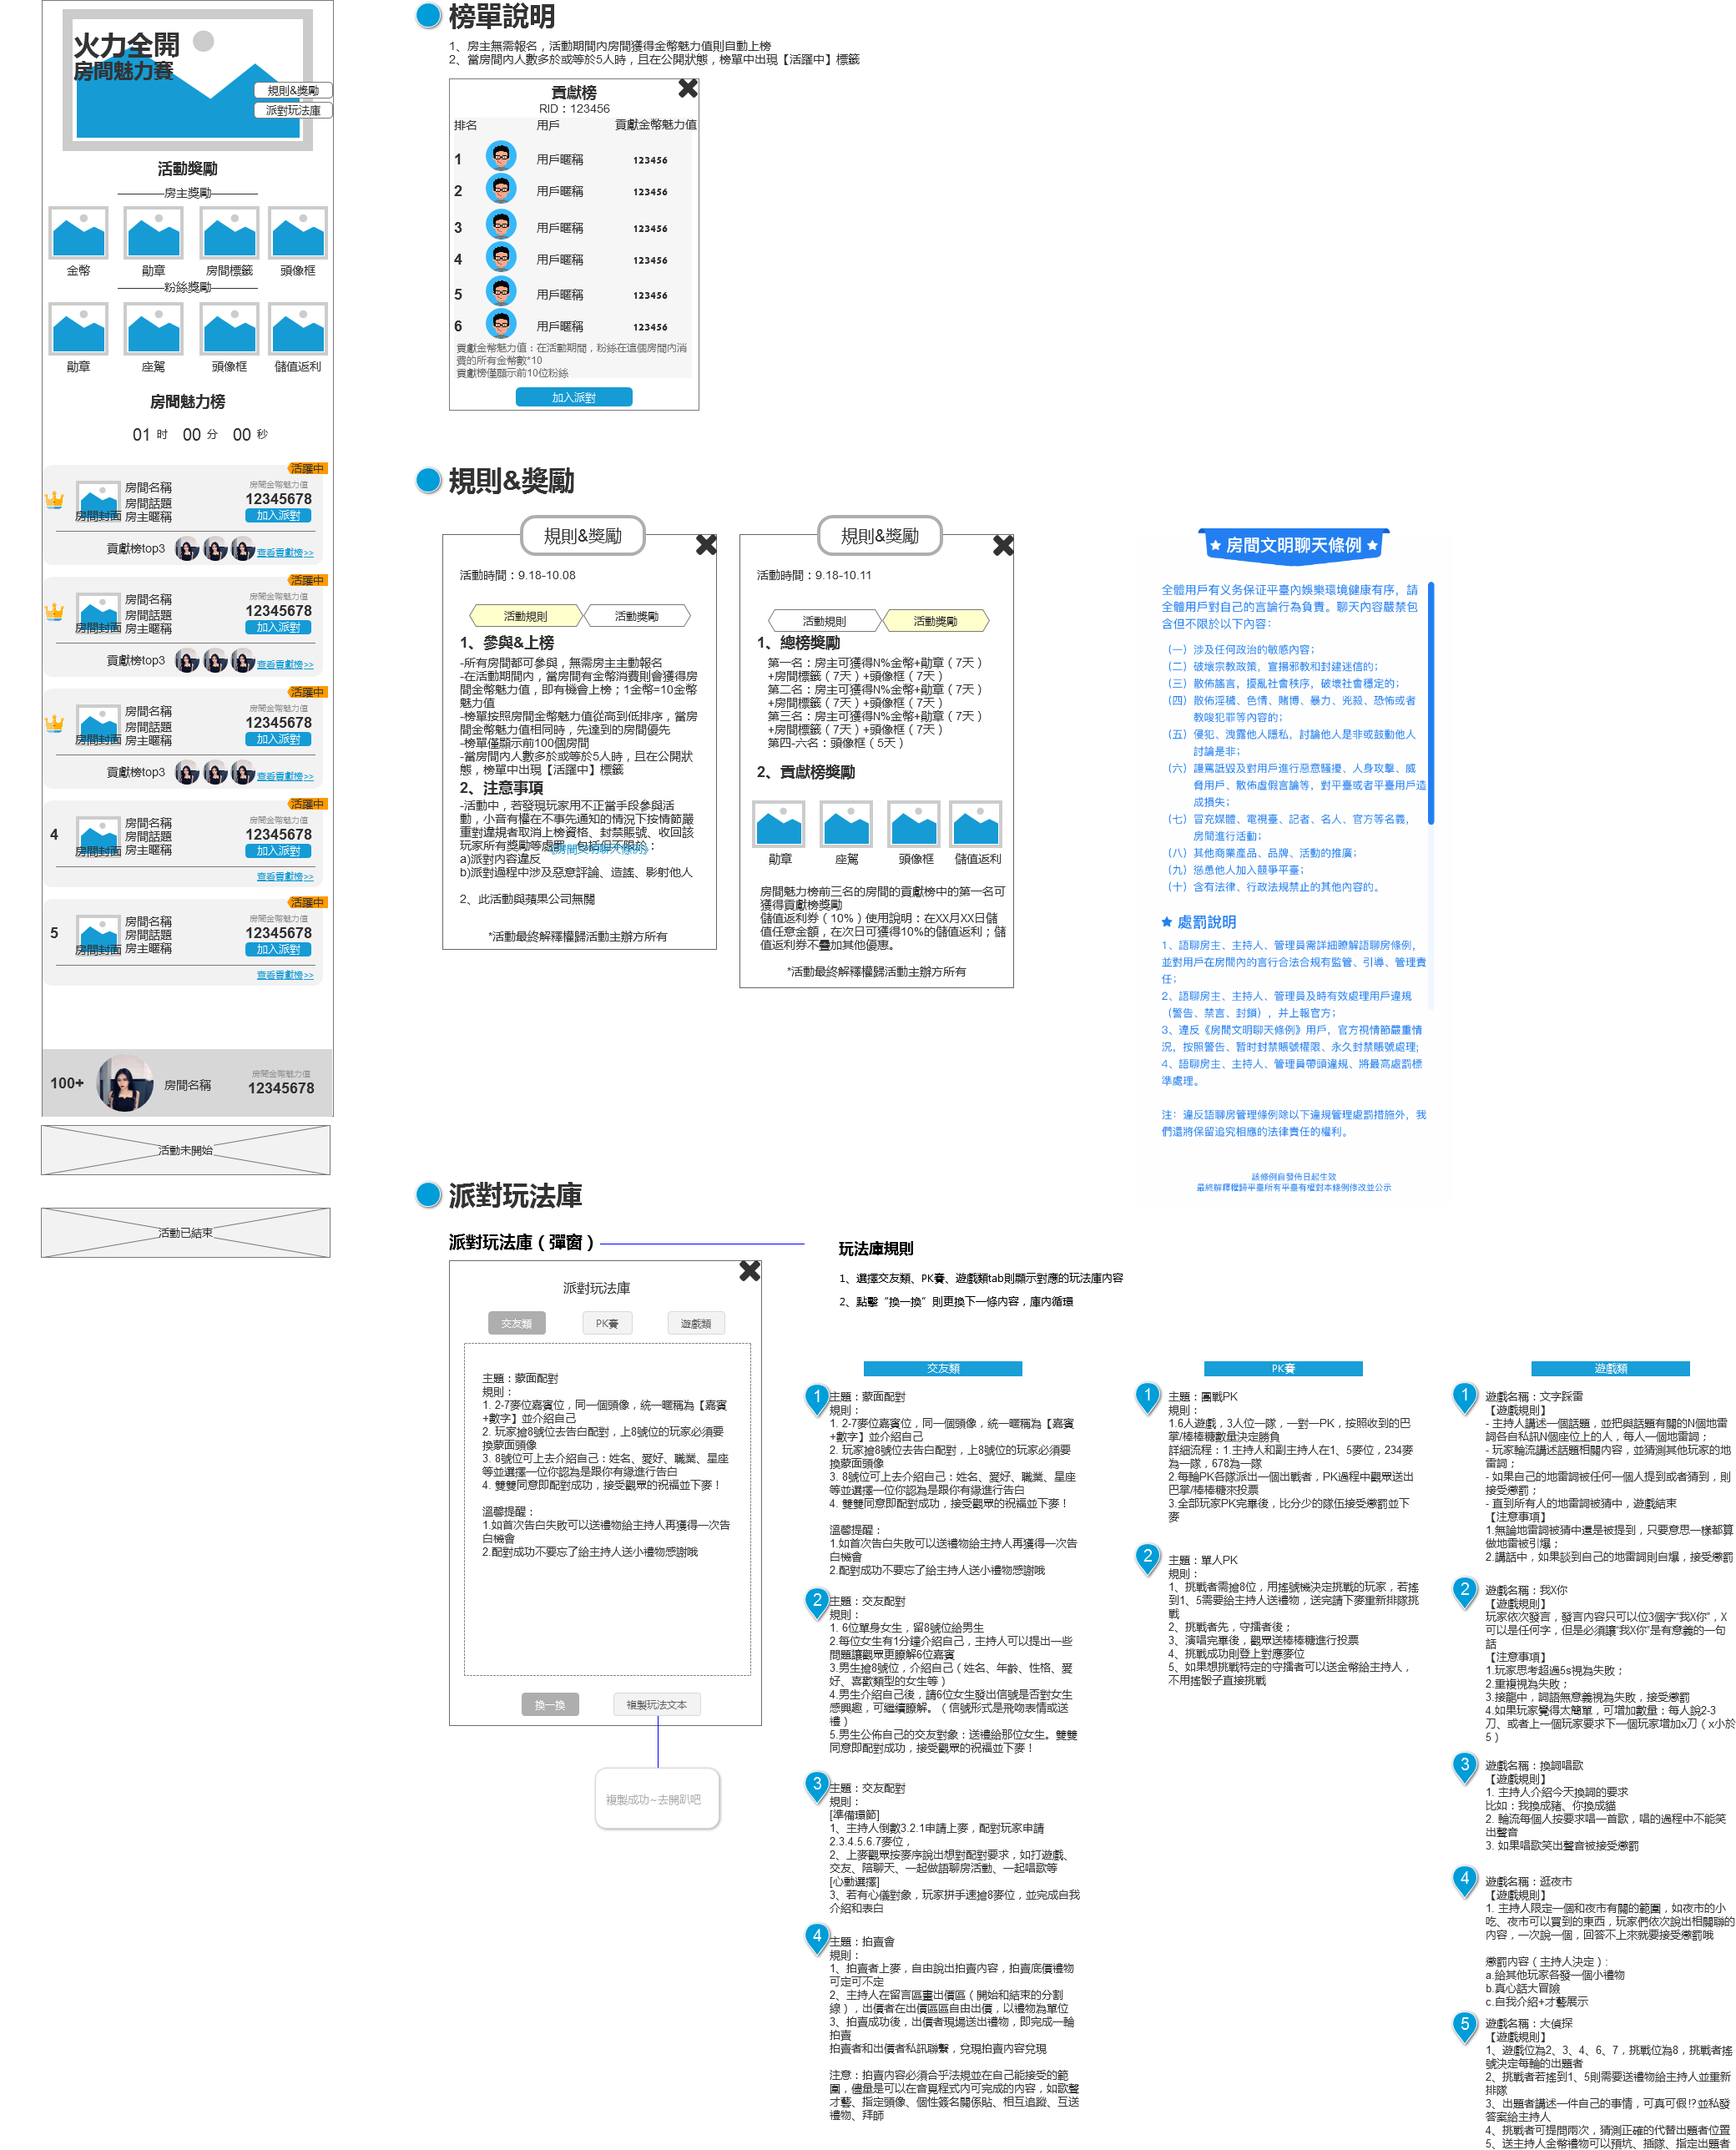 火力全開
房間魅力賽
規則&獎勵
派對玩法庫
活動獎勵
房主獎勵
金幣
勛章
房間標籤
頭像框
粉絲獎勵
勛章
座駕
頭像框
儲值返利
房間魅力榜
01 时 00 分 00 秒
活躍中
房間名稱
房間話題
房主暱稱
房間封面
房間金幣魅力值
12345678
加入派對
貢獻榜top3
查看貢獻榜>>
活躍中
房間名稱
房間話題
房主暱稱
房間封面
房間金幣魅力值
12345678
加入派對
貢獻榜top3
查看貢獻榜>>
活躍中
房間名稱
房間話題
房主暱稱
房間封面
房間金幣魅力值
12345678
加入派對
貢獻榜top3
查看貢獻榜>>
活躍中
4
房間名稱
房間話題
房主暱稱
房間封面
房間金幣魅力值
12345678
加入派對
查看貢獻榜>>
活躍中
5
房間名稱
房間話題
房主暱稱
房間封面
房間金幣魅力值
12345678
加入派對
查看貢獻榜>>
100+
房間名稱
房間金幣魅力值
12345678
活動未開始
活動已結束
榜單說明
1、房主無需報名，活動期間內房間獲得金幣魅力值則自動上榜
2、當房間內人數多於或等於5人時，且在公開狀態，榜單中出現【活躍中】標籤
貢獻榜
RID：123456
排名 用戶 貢獻金幣魅力值
1 用戶暱稱 123456
2 用戶暱稱 123456
3 用戶暱稱 123456
4 用戶暱稱 123456
5 用戶暱稱 123456
6 用戶暱稱 123456
貢獻金幣魅力值：在活動期間，粉絲在這個房間内消
費的所有金幣數*10
貢獻榜僅顯示前10位粉絲
加入派對
規則&獎勵
規則&獎勵
活動時間：9.18-10.08
活動規則
活動獎勵
1、參與&上榜
-所有房間都可參與，無需房主主動報名
-在活動期間内，當房間有金幣消費則會獲得房
間金幣魅力值，即有機會上榜；1金幣=10金幣
魅力值
-榜單按照房間金幣魅力值從高到低排序，當房
間金幣魅力值相同時，先達到的房間優先
-榜單僅顯示前100個房間
-當房間内人數多於或等於5人時，且在公開狀
態，榜單中出現【活躍中】標籤
2、注意事項
-活動中，若發現玩家用不正當手段參與活
動，小音有權在不事先通知的情況下按情節嚴
重對違規者取消上榜資格、封禁賬號、收回該
玩家所有獎勵等處罪，包括但不限於：
a)派對内容違反
《房間文明聊天條例》
b)派對過程中涉及惡意評論、造謠、影射他人
2、此活動與蘋果公司無關
*活動最終解釋權歸活動主辦方所有
規則&獎勵
活動時間：9.18-10.11
活動規則
活動獎勵
1、總榜獎勵
第一名：房主可獲得N%金幣+勛章（7天）
+房間標籤（7天）+頭像框（7天）
第二名：房主可獲得N%金幣+勛章（7天）
+房間標籤（7天）+頭像框（7天）
第三名：房主可獲得N%金幣+勛章（7天）
+房間標籤（7天）+頭像框（7天）
第四-六名：頭像框（5天）
2、貢獻榜獎勵
勛章
座駕
頭像框
儲值返利
房間魅力榜前三名的房間的貢獻榜中的第一名可
獲得貢獻榜獎勵
儲值返利券（10%）使用說明：在XX月XX日儲
值任意金額，在次日可獲得10%的儲值返利；儲
值返利券不疊加其他優惠。
*活動最終解釋權歸活動主辦方所有
房間文明聊天條例
全體用戶有义务保证平臺內娛樂環境健康有序，請
全體用戶對自己的言論行為負責。聊天內容嚴禁包
含但不限於以下內容：
（一）涉及任何政治的敏感內容；
（二）破壞宗教政策，宣揚邪教和封建迷信的；
（三）散佈謠言，擾亂社會秩序，破壞社會穩定的；
（四）散佈淫穢、色情、賭博、暴力、兇殺、恐怖或者
教唆犯罪等內容的；
（五）侵犯、洩露他人隱私，討論他人是非或鼓動他人
討論是非；
（六）謾罵詆毀及對用戶進行惡意騷擾、人身攻擊、威
脅用戶、散佈虛假言論等，對平臺或者平臺用戶造
成損失；
（七）冒充媒體、電視臺、記者、名人、官方等名義，
房間進行活動；
（八）其他商業產品、品牌、活動的推廣；
（九）慫恿他人加入競爭平臺；
（十）含有法律、行政法規禁止的其他內容的。
處罰說明
1、語聊房主、主持人、管理員需詳細瞭解語聊房條例，
並對用戶在房間內的言行合法合規有監管、引導、管理責
任；
2、語聊房主、主持人、管理員及時有效處理用戶違規
（警告、禁言、封鎖），并上報官方；
3、違反《房間文明聊天條例》用戶，官方視情節嚴重情
況，按照警告、暂时封禁賬號權限、永久封禁賬號處理；
4、語聊房主、主持人、管理員帶頭違規、將最高處罰標
準處理。
注：違反語聊房管理條例除以下違規管理處罰措施外，我
們還將保留追究相應的法律責任的權利。
該條例自發佈日起生效
最終解釋權歸平臺所有平臺有權對本條例修改並公示
派對玩法庫
派對玩法庫（彈窗）
派對玩法庫
交友類
PK賽
遊戲類
主題：蒙面配對
規則：
1. 2-7麥位嘉賓位，同一個頭像，統一暱稱為【嘉賓
+數字】並介紹自己
2. 玩家搶8號位去告白配對，上8號位的玩家必須要
換蒙面頭像
3. 8號位可上去介紹自己：姓名、愛好、職業、星座
等並選擇一位你認為是跟你有緣進行告白
4. 雙雙同意即配對成功，接受觀眾的祝福並下麥！
溫馨提醒：
1.如首次告白失敗可以送禮物給主持人再獲得一次告
白機會
2.配對成功不要忘了給主持人送小禮物感謝哦
換一換
複製玩法文本
複製成功~去開趴吧
玩法庫規則
1、選擇交友類、PK賽、遊戲類tab則顯示對應的玩法庫內容
2、點擊“換一換”則更換下一條內容，庫內循環
交友類
1
主題：蒙面配對
規則：
1. 2-7麥位嘉賓位，同一個頭像，統一暱稱為【嘉賓
+數字】並介紹自己
2. 玩家搶8號位去告白配對，上8號位的玩家必須要
換蒙面頭像
3. 8號位可上去介紹自己：姓名、愛好、職業、星座
等並選擇一位你認為是跟你有緣進行告白
4. 雙雙同意即配對成功，接受觀眾的祝福並下麥！
溫馨提醒：
1.如首次告白失敗可以送禮物給主持人再獲得一次告
白機會
2.配對成功不要忘了給主持人送小禮物感謝哦
2
主題：交友配對
規則：
1. 6位單身女生，留8號位給男生
2.每位女生有1分鐘介紹自己，主持人可以提出一些
問題讓觀眾更瞭解6位嘉賓
3.男生搶8號位，介紹自己（姓名、年齡、性格、愛
好、喜歡類型的女生等）
4.男生介紹自己後，請6位女生發出信號是否對女生
感興趣，可繼續瞭解。（信號形式是飛吻表情或送
禮）
5.男生公佈自己的交友對象：送禮給那位女生。雙雙
同意即配對成功，接受觀眾的祝福並下麥！
3
主題：交友配對
規則：
[準備環節]
1、主持人倒數3.2.1申請上麥，配對玩家申請
2.3.4.5.6.7麥位，
2、上麥觀眾按麥序說出想對配對要求，如打遊戲、
交友、陪聊天、一起做語聊房活動、一起唱歌等
[心動選擇]
3、若有心儀對象，玩家拼手速搶8麥位，並完成自我
介紹和表白
4
主題：拍賣會
規則：
1、拍賣者上麥，自由說出拍賣内容，拍賣底價禮物
可定可不定
2、主持人在留言區畫出價區（開始和結束的分割
線），出價者在出價區區自由出價，以禮物為單位
3、拍賣成功後，出價者現場送出禮物，即完成一輪
拍賣
拍賣者和出價者私訊聯繫，兌現拍賣内容兌現
注意：拍賣内容必須合乎法規並在自己能接受的範
圍，儘量是可以在音覓程式内可完成的内容，如歌聲
才藝、指定頭像、個性簽名關係貼、相互追蹤、互送
禮物、拜師
PK賽
1
主題：團戰PK
規則：
1.6人遊戲，3人位一隊，一對一PK，按照收到的巴
掌/棒棒糖數量決定勝負
詳細流程：1.主持人和副主持人在1、5麥位，234麥
為一隊，678為一隊
2.每輪PK各隊派出一個出戰者，PK過程中觀眾送出
巴掌/棒棒糖來投票
3.全部玩家PK完畢後，比分少的隊伍接受懲罰並下
麥
2
主題：單人PK
規則：
1、挑戰者需搶8位，用搖號機決定挑戰的玩家，若搖
到1、5需要給主持人送禮物，送完請下麥重新排隊挑
戰
2、挑戰者先，守擂者後；
3、演唱完畢後，觀眾送棒棒糖進行投票
4、挑戰成功則登上對應麥位
5、如果想挑戰特定的守擂者可以送金幣給主持人，
不用搖骰子直接挑戰
遊戲類
1
遊戲名稱：文字踩雷
【遊戲規則】
- 主持人講述一個話題，並把與話題有關的N個地雷
詞各自私訊N個座位上的人，每人一個地雷詞；
- 玩家輪流講述話題相關内容，並猜測其他玩家的地
雷詞；
- 如果自己的地雷詞被任何一個人提到或者猜到，則
接受懲罰；
- 直到所有人的地雷詞被猜中，遊戲結束
【注意事項】
1.無論地雷詞被猜中還是被提到，只要意思一樣都算
做地雷被引爆；
2.講話中，如果談到自己的地雷詞則自爆，接受懲罰
2
遊戲名稱：我X你
【遊戲規則】
玩家依次發言，發言内容只可以位3個字“我X你”，X
可以是任何字，但是必須讓“我X你”是有意義的一句
話
【注意事項】
1.玩家思考超過5s視為失敗；
2.重複視為失敗；
3.接龍中，詞語無意義視為失敗，接受懲罰
4.如果玩家覺得太簡單，可增加數量：每人說2-3
刀、或者上一個玩家要求下一個玩家增加x刀（x小於
5）
3
遊戲名稱：換詞唱歌
【遊戲規則】
1. 主持人介紹今天換詞的要求
比如：我換成豬、你換成貓
2. 輪流每個人按要求唱一首歌，唱的過程中不能笑
出聲音
3. 如果唱歌笑出聲音被接受懲罰
4
遊戲名稱：逛夜市
【遊戲規則】
1. 主持人限定一個和夜市有關的範圍，如夜市的小
吃、夜市可以買到的東西，玩家們依次說出相關聯的
内容，一次說一個，回答不上來就要接受懲罰哦
懲罰内容（主持人決定）：
a.給其他玩家各發一個小禮物
b.真心話大冒險
c.自我介紹+才藝展示
5
遊戲名稱：大偵探
【遊戲規則】
1、遊戲位為2、3、4、6、7，挑戰位為8，挑戰者搖
號決定每輪的出題者
2、挑戰者若搖到1、5則需要送禮物給主持人並重新
排隊
3、出題者講述一件自己的事情，可真可假!?並私發
答案給主持人
4、挑戰者可提問兩次，猜測正確的代替出題者位置
5、送主持人金幣禮物可以預坑、插隊、指定出題者